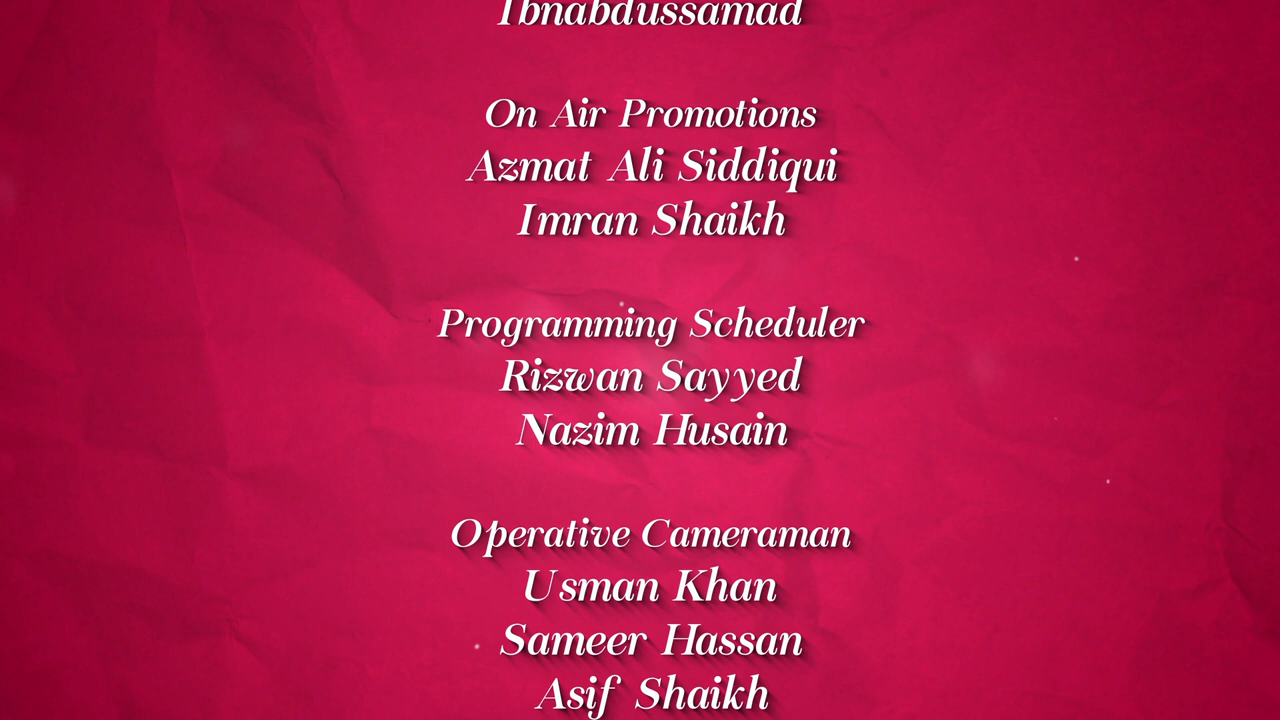 Ibnabdussamad
On Air Promotions
Azmat Ali Siddiqui
Imran Shaikh
Programming Scheduler
Rizwan Sayyed
Nazim Husain
Operative Cameraman
Usman Khan
Sameer Hassan
Asif Shaikh